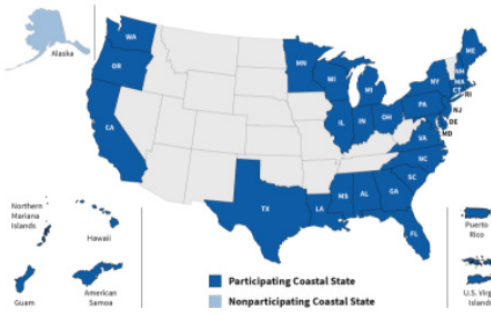 Alaska
WA
OR
CA
MN
WI
MI
IL
IN
OH
PA
NY
ME
NH
MA
CT
RI
NJ
DE
MD
VA
NC
SC
GA
AL
MS
LA
TX
FL
Northern
Mariana
Islands
Hawaii
Guam
American
Samoa
Puerto
Rico
U.S. Virg
Islands
Participating Coastal State
Nonparticipating Coastal State